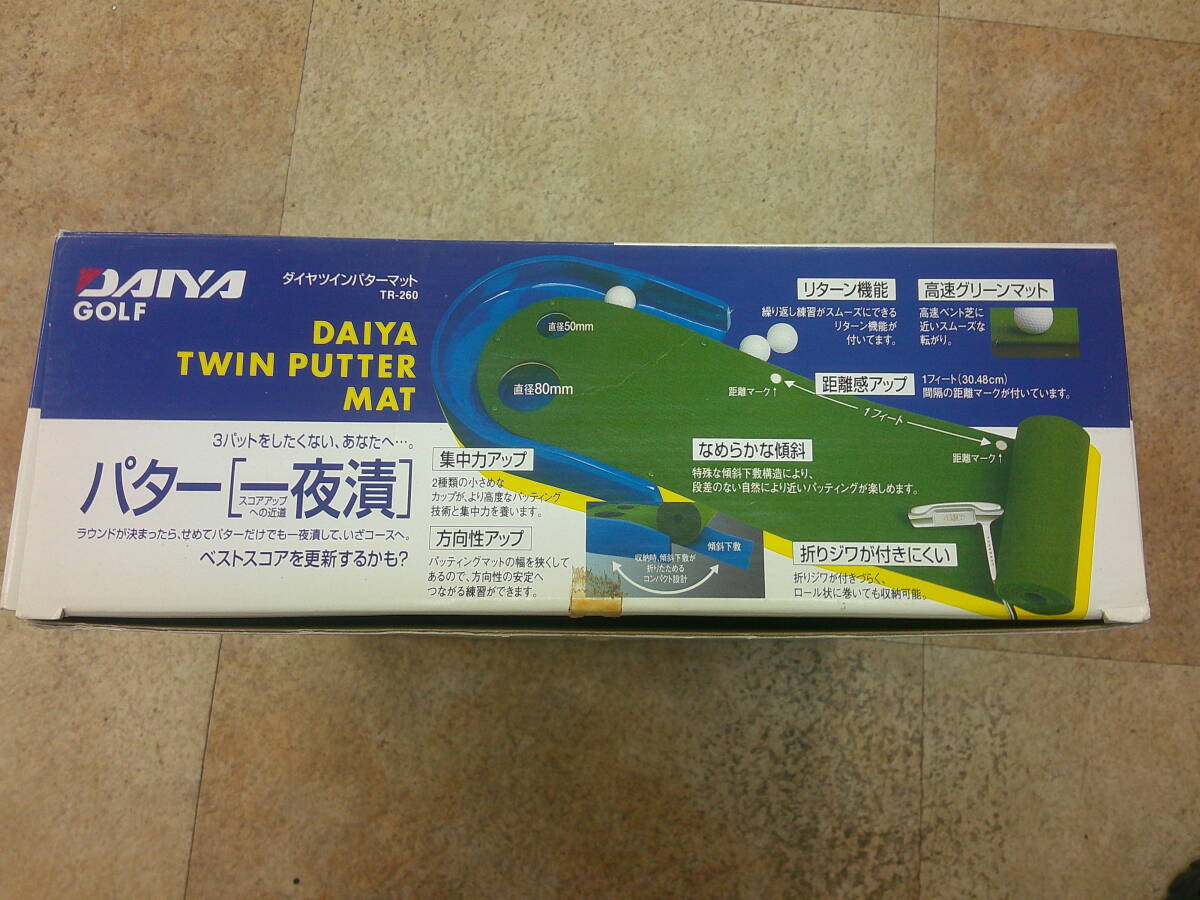 DAIYA
GOLF
ダイヤツインパターマット
TR-260
DAIYA
TWIN PUTTER
MAT
3パットをしたくない、あなたへ…。
パター[一夜漬]
スコアアップ
への近道
ラウンドが決まったら、せめてパターだけでも一夜漬して、いざコースへ。
ベストスコアを更新するかも?
直径50mm
直径80mm
集中力アップ
2種類の小さめな
カップが、より高度なパッティング
技術と集中力を養います。
方向性アップ
パッティングマットの幅を狭くして
あるので、方向性の安定へ
つながる練習ができます。
リターン機能
繰り返し練習がスムーズにできる
リターン機能が
付いてます。
高速グリーンマット
高速ベント芝に
近いスムーズな
転がり。
距離感アップ
1フィート(30.48cm)
間隔の距離マークが付いています。
距離マーク↑
1フィート
距離マーク↑
なめらかな傾斜
特殊な傾斜下敷構造により、
段差のない自然により近いパッティングが楽しめます。
傾斜下敷
収納時、傾斜下敷が
折りたためる
コンパクト設計
折りジワが付きにくい
折りジワが付きづらく、
ロール状に巻いても収納可能。